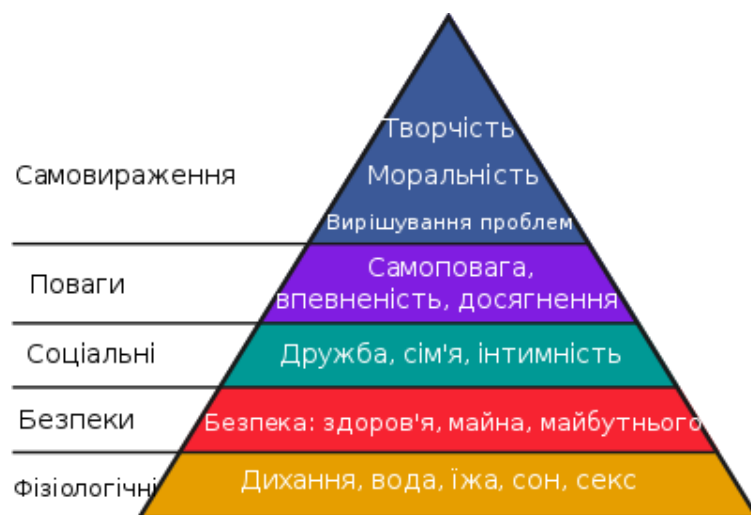 Творчість
Самовираження
Моральність
Вирішування проблем
Поваги
Самоповага,
впевненість, досягнення
Соціальні
Дружба, сім'я, інтимність
Безпеки
Безпека: здоров'я, майна, майбутнього
Фізіологічні
Дихання, вода, їжа, сон, секс